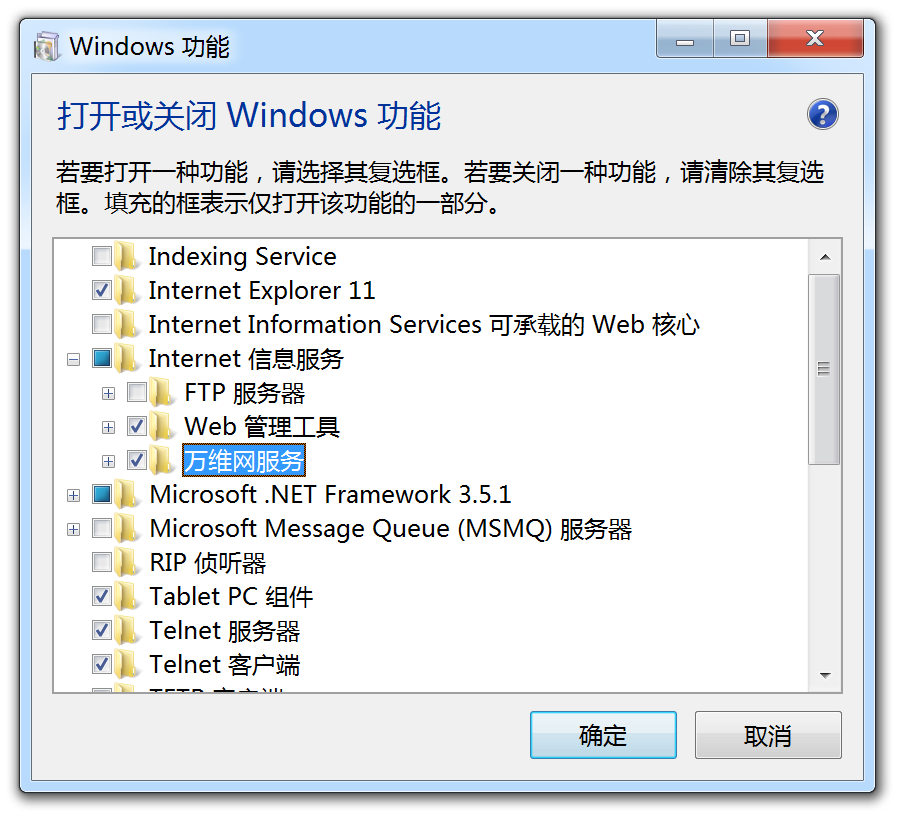 Windows 功能
打开或关闭 Windows 功能
若要打开一种功能，请选择其复选框。若要关闭一种功能，请清除其复选
框。填充的框表示仅打开该功能的一部分。
Indexing Service
Internet Explorer 11
Internet Information Services 可承载的 Web 核心
Internet 信息服务
FTP 服务器
Web 管理工具
万维网服务
Microsoft .NET Framework 3.5.1
Microsoft Message Queue (MSMQ) 服务器
RIP 侦听器
Tablet PC 组件
Telnet 服务器
Telnet 客户端
TFTP 客户端
确定
取消